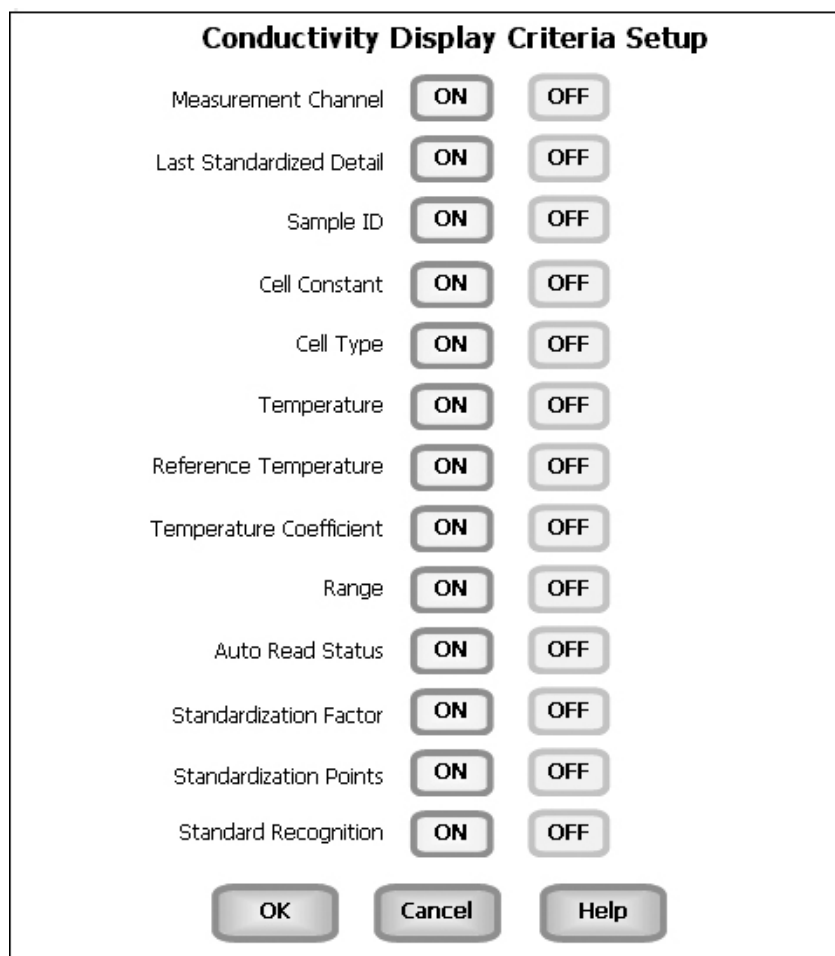 Conductivity Display Criteria Setup
Measurement Channel ON OFF
Last Standardized Detail ON OFF
Sample ID ON OFF
Cell Constant ON OFF
Cell Type ON OFF
Temperature ON OFF
Reference Temperature ON OFF
Temperature Coefficient ON OFF
Range ON OFF
Auto Read Status ON OFF
Standardization Factor ON OFF
Standardization Points ON OFF
Standard Recognition ON OFF
OK Cancel Help